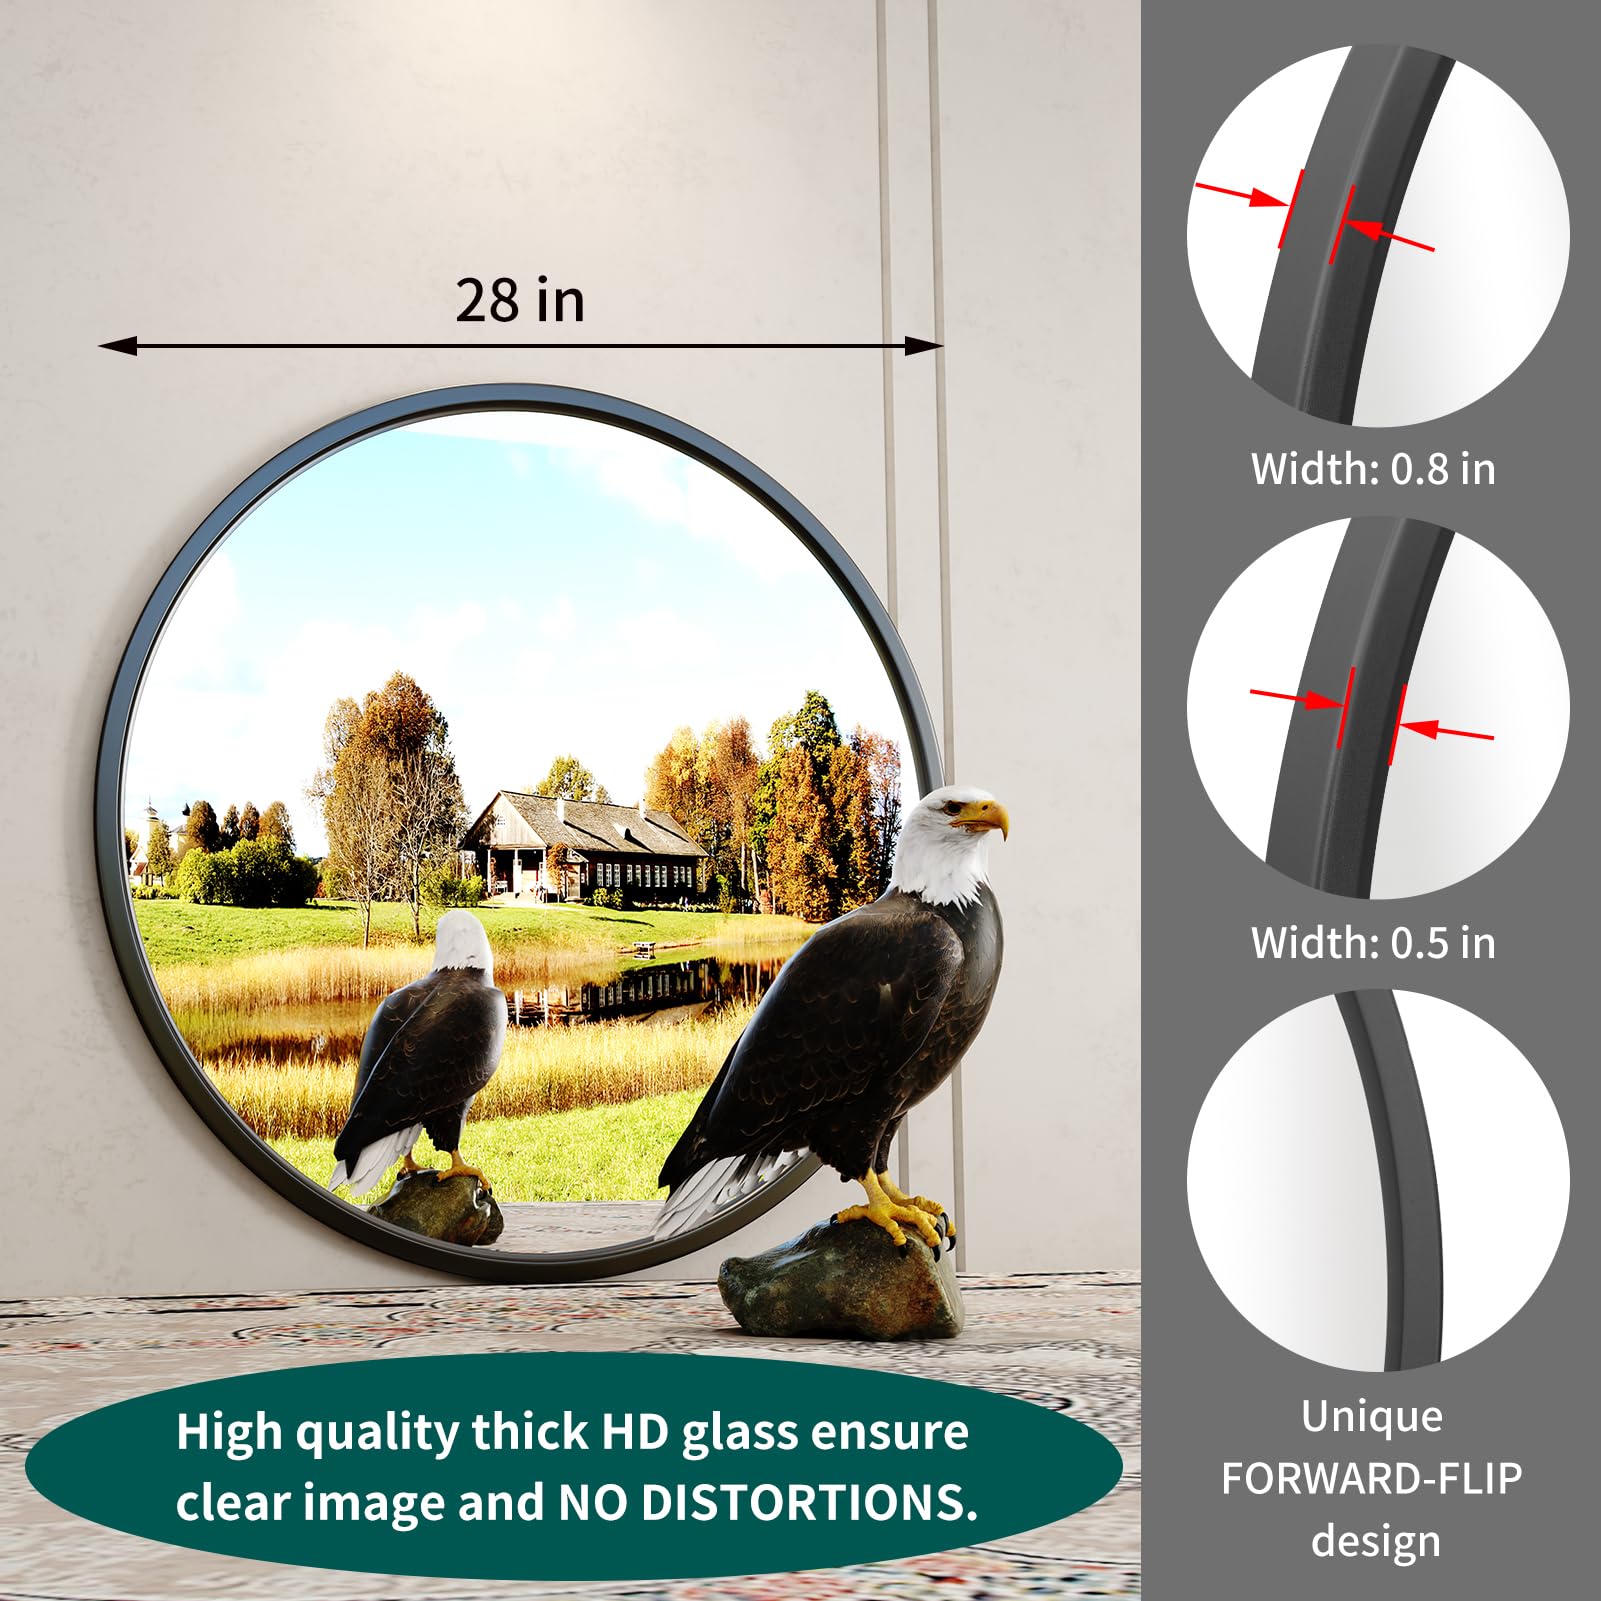 28 in
High quality thick HD glass ensure
clear image and NO DISTORTIONS.
Width: 0.8 in
Width: 0.5 in
Unique
FORWARD-FLIP
design